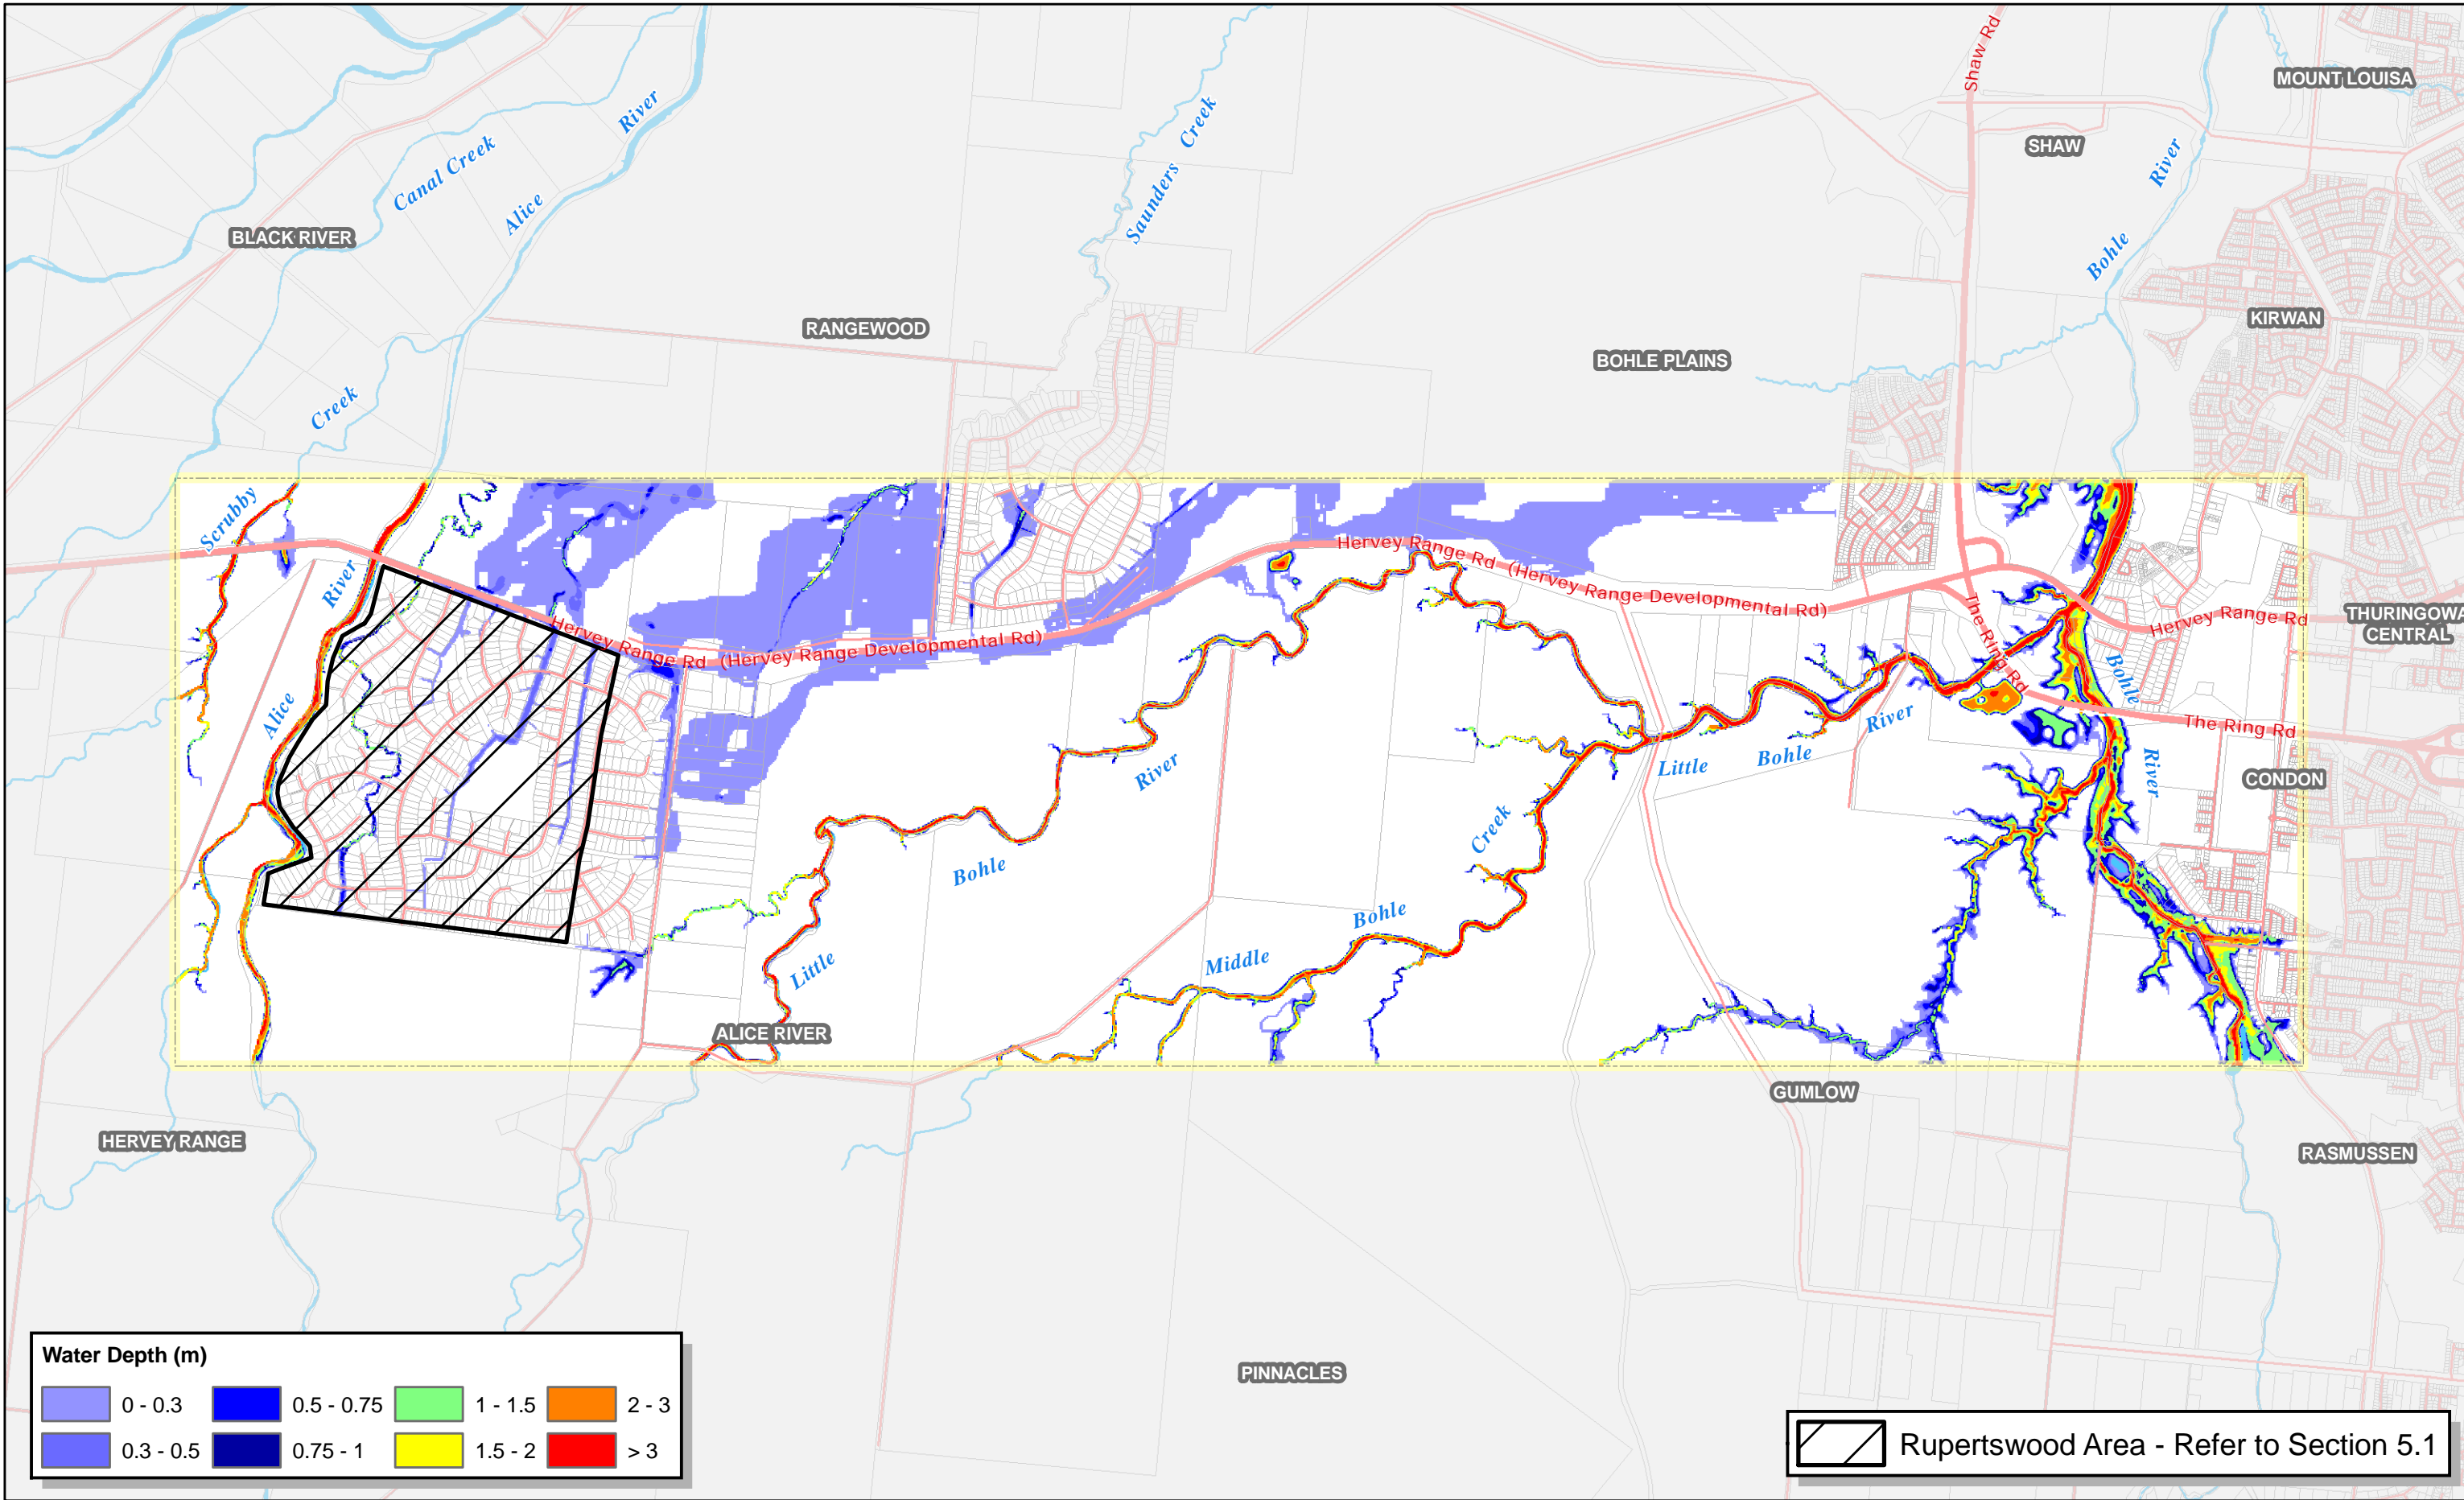 Shaw Rd
MOUNT LOUISA
SHAW
River
Canal Creek
Alice
Saunders Creek
Bohle River
BLACK RIVER
RANGEWOOD
BOHLE PLAINS
KIRWAN
Creek
Scrubby
River
Alice
Hervey Range Rd (Hervey Range Developmental Rd)
Hervey Range Rd (Hervey Range Developmental Rd)
The Ring Rd
Hervey Range Rd
THURINGOWA
CENTRAL
Bohle
River
The Ring Rd
CONDON
River
Bohle
Little
River
Bohle
Little
Creek
Bohle
Middle
ALICE RIVER
GUMLOW
HERVEY RANGE
RASMUSSEN
PINNACLES
Water Depth (m)
0 - 0.3
0.5 - 0.75
1 - 1.5
2 - 3
0.3 - 0.5
0.75 - 1
1.5 - 2
> 3
Rupertswood Area - Refer to Section 5.1